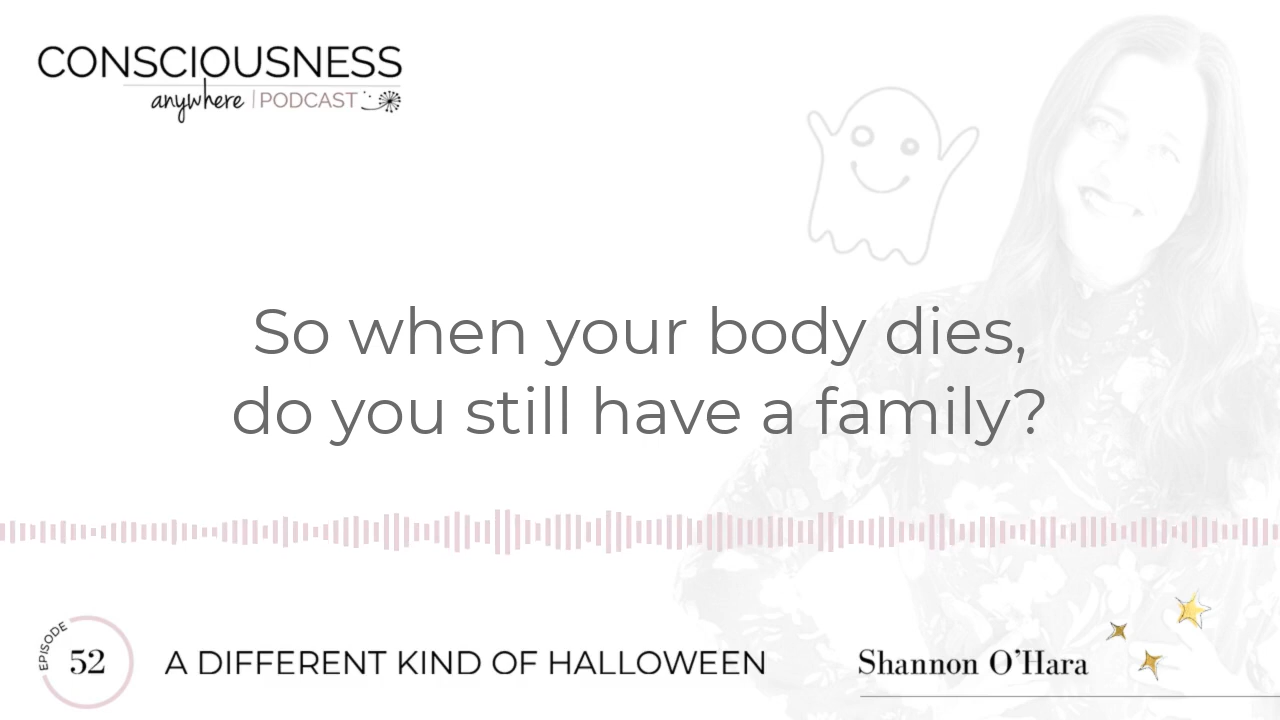 CONSCIOUSNESS
anywhere | PODCAST
So when your body dies,
do you still have a family?
EPISODE
52
A DIFFERENT KIND OF HALLOWEEN
Shannon O'Hara